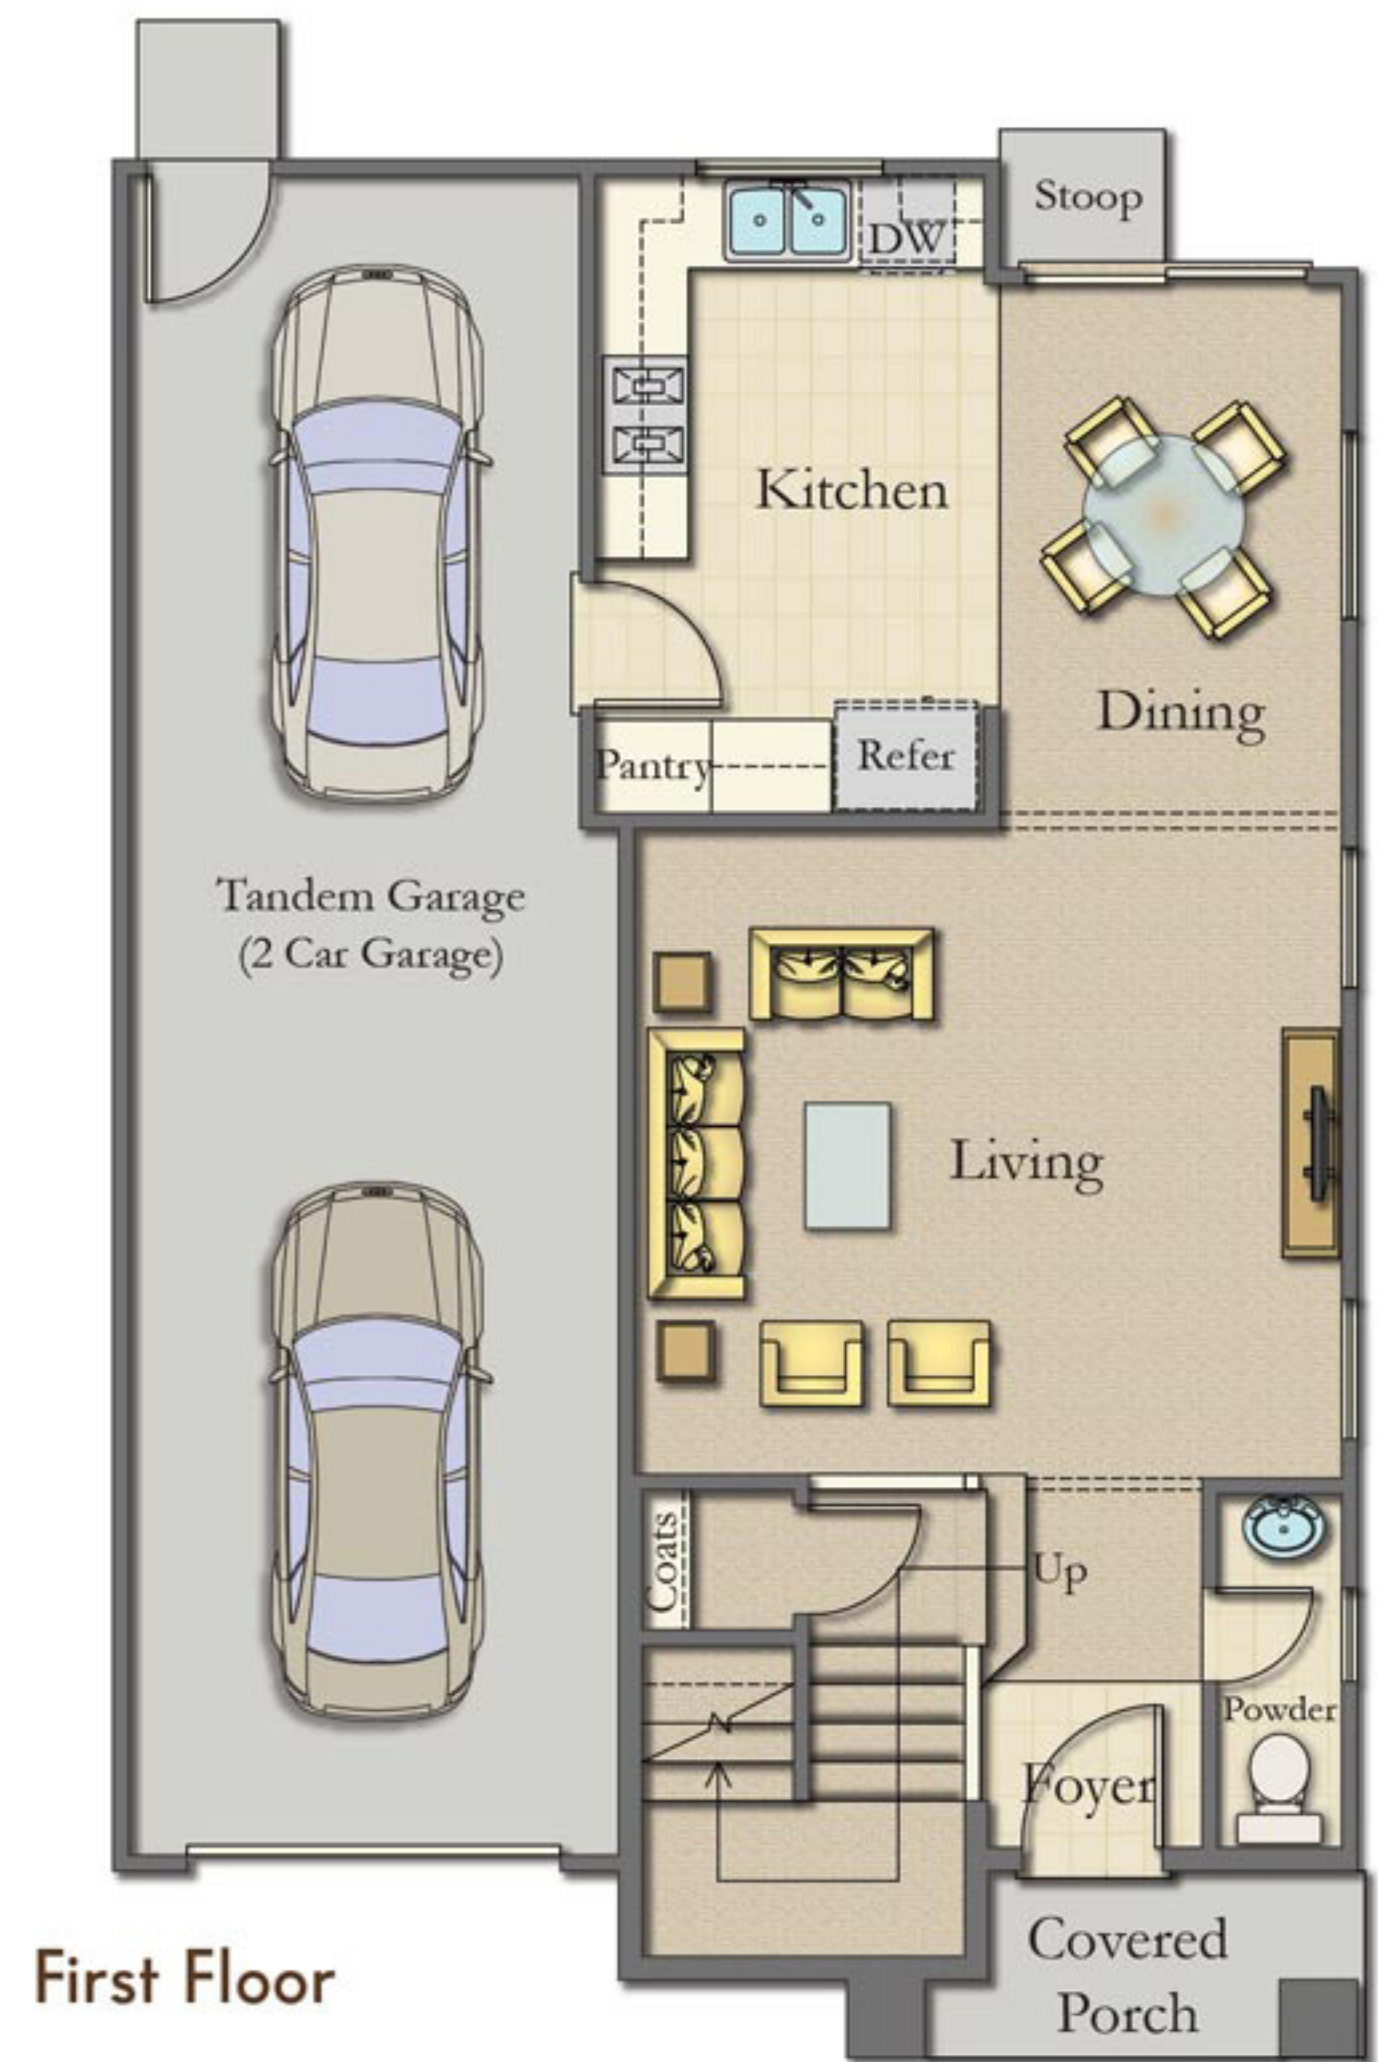 Stoop
DW
Kitchen
Dining
Pantry
Refer
Tandem Garage
(2 Car Garage)
Living
Coats
Up
Powder
Foyer
Covered
Porch
First Floor